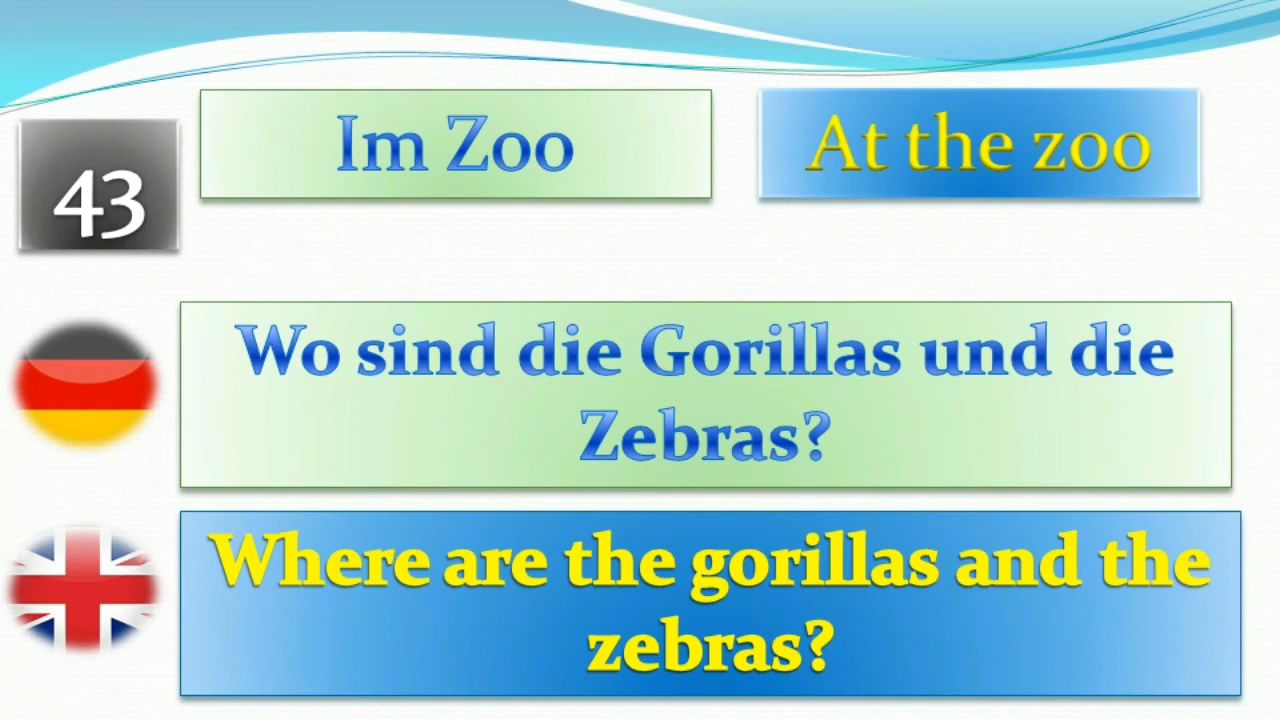 Im Zoo
At the zoo
43
Wo sind die Gorillas und die
Zebras?
Where are the gorillas and the
zebras?